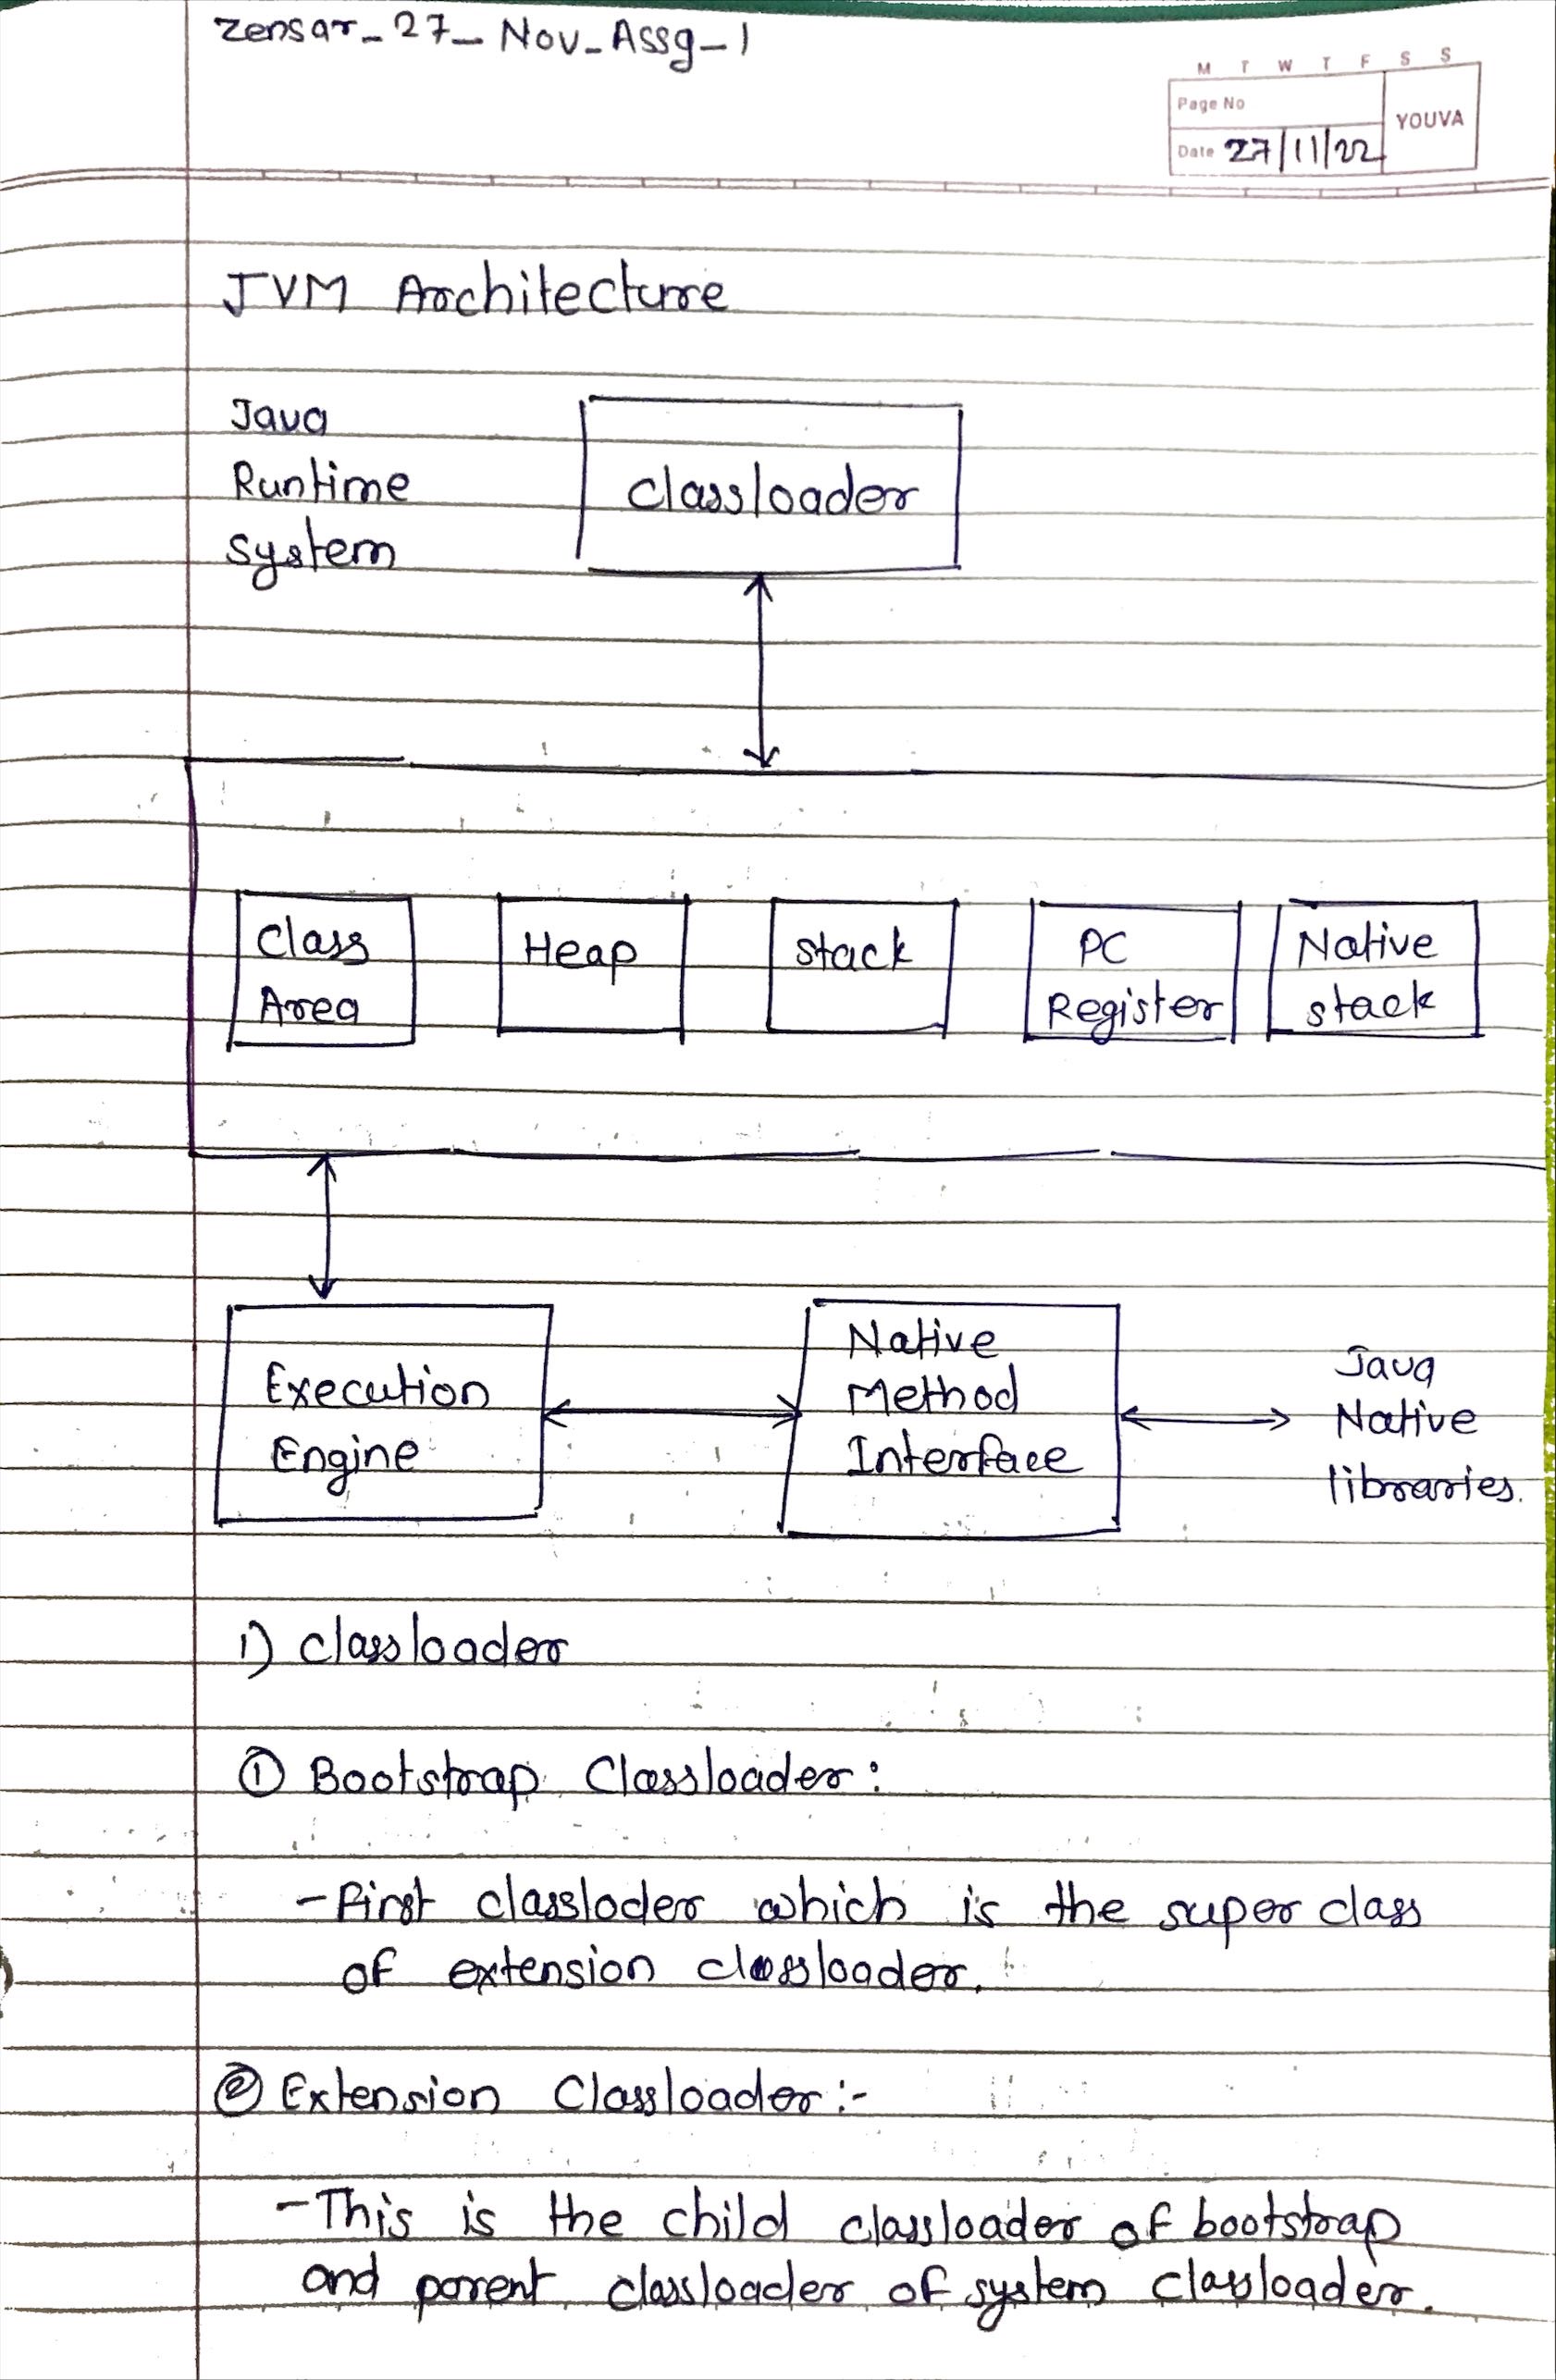 Zensar_27_Nov_Assg_1
M T W T F S S
Page No
YOUVA
Date 27/11/22
JVM Architecture
Java
Runtime
System
classloader
Class
Area
Heap
stack
PC
Register
Native
stack
Execution
Engine
Native
Method
Interface
Java
Native
libraries.
i) classloader
① Bootstrap Classloader:
- First classloder which is the super class
of extension classloader.
② Extension Classloader:-
- This is the child classloader of bootstrap
and parent classloader of system classloader.